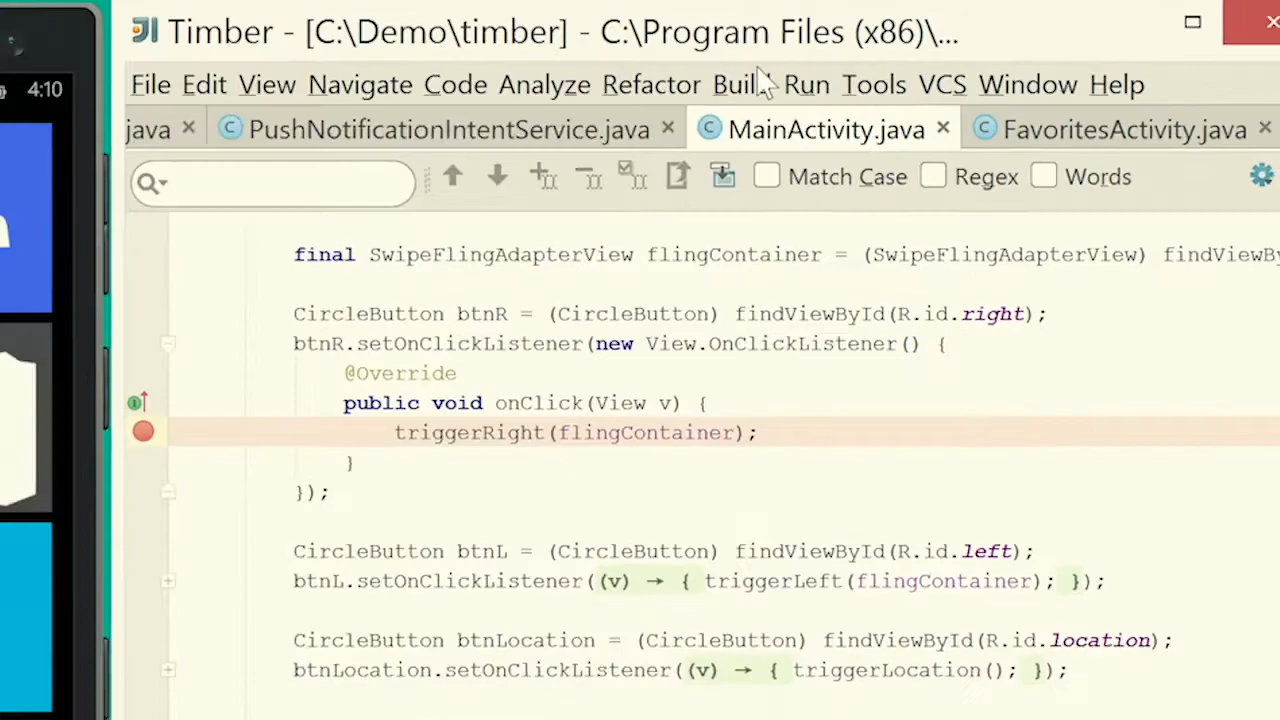 4:10
Timber - [C:\Demo\timber] - C:\Program Files (x86)\...
File Edit View Navigate Code Analyze Refactor Build Run Tools VCS Window Help
java PushNotificationIntentService.java MainActivity.java FavoritesActivity.java
Match Case Regex Words
final SwipeFlingAdapterView flingContainer = (SwipeFlingAdapterView) findViewBy
CircleButton btnR = (CircleButton) findViewById(R.id.right);
btnR.setOnClickListener(new View.OnClickListener() {
@Override
public void onClick(View v) {
triggerRight(flingContainer);
}
});
CircleButton btnL = (CircleButton) findViewById(R.id.left);
btnL.setOnClickListener((v) → { triggerLeft(flingContainer); });
CircleButton btnLocation = (CircleButton) findViewById(R.id.location);
btnLocation.setOnClickListener((v) → { triggerLocation(); });